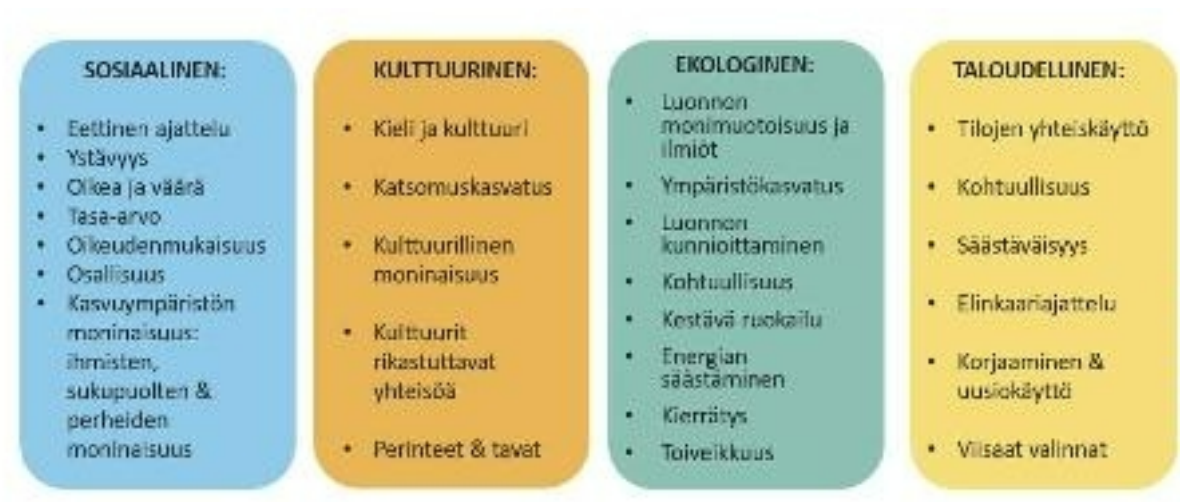 SOSIAALINEN:
• Eettinen ajattelu
• Ystävyys
• Oikea ja väärä
• Tasa-arvo
• Oikeudenmukaisuus
• Osallisuus
• Kasvuympäristön
moninaisuus:
ihmisten,
sukupuolten &
perheiden
moninaisuus
KULTTUURINEN:
• Kieli ja kulttuuri
• Katsomuskasvatus
• Kulttuurillinen
moninaisuus
• Kulttuurit
rikastuttavat
yhteisöä
• Perinteet & tavat
EKOLOGINEN:
• Luonnon
monimuotoisuus ja
ilmiöt
• Ympäristökasvatus
• Luonnon
kunnioittaminen
• Kohtuullisuus
• Kestävä ruokailu
• Energian
säästäminen
• Kierrätys
• Toiveikkuus
TALOUDELLINEN:
• Tilojen yhteiskäyttö
• Kohtuullisuus
• Säästäväisyys
• Elinkaariajattelu
• Korjaaminen &
uusiokäyttö
• Viisaat valinnat